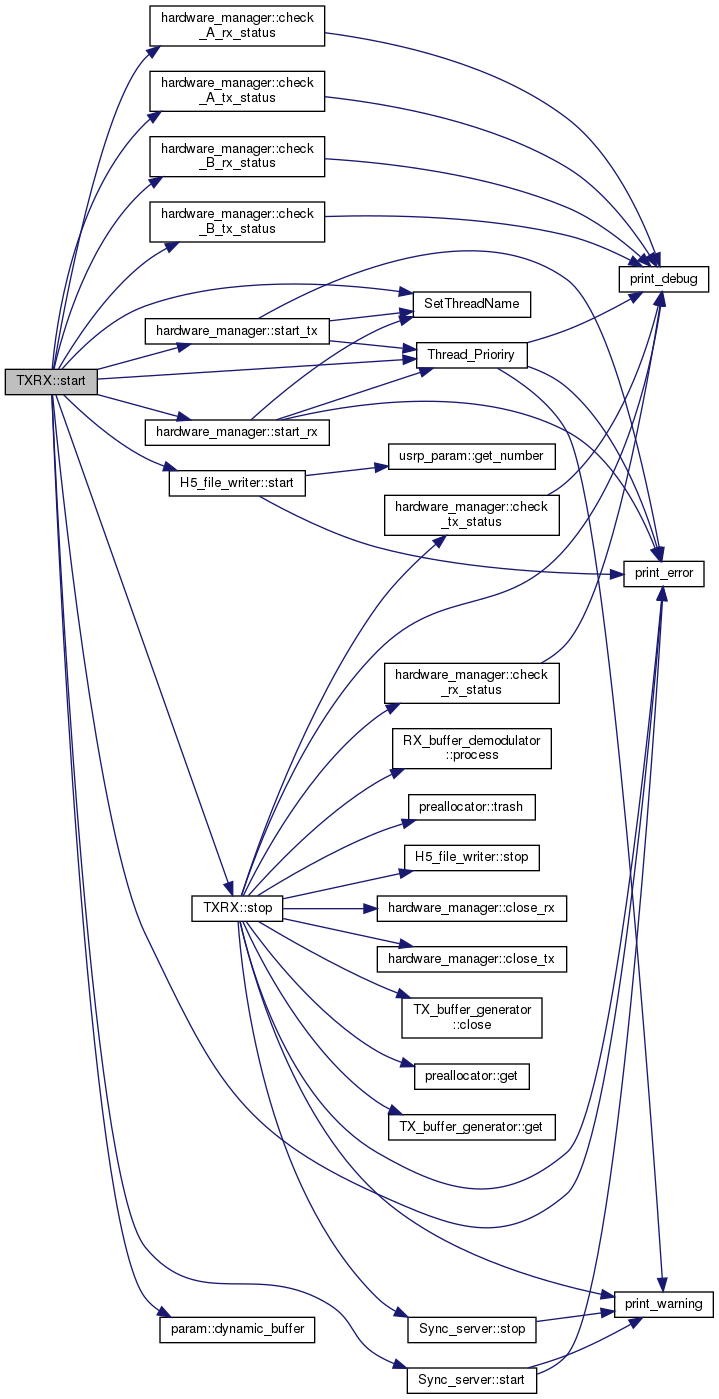 hardware_manager::check
_A_rx_status
hardware_manager::check
_A_tx_status
hardware_manager::check
_B_rx_status
hardware_manager::check
_B_tx_status
print_debug
SetThreadName
hardware_manager::start_tx
Thread_Prioriry
TXRX::start
hardware_manager::start_rx
usrp_param::get_number
H5_file_writer::start
hardware_manager::check
_tx_status
print_error
hardware_manager::check
_rx_status
RX_buffer_demodulator
::process
preallocator::trash
H5_file_writer::stop
TXRX::stop
hardware_manager::close_rx
hardware_manager::close_tx
TX_buffer_generator
::close
preallocator::get
TX_buffer_generator::get
print_warning
param::dynamic_buffer
Sync_server::stop
Sync_server::start